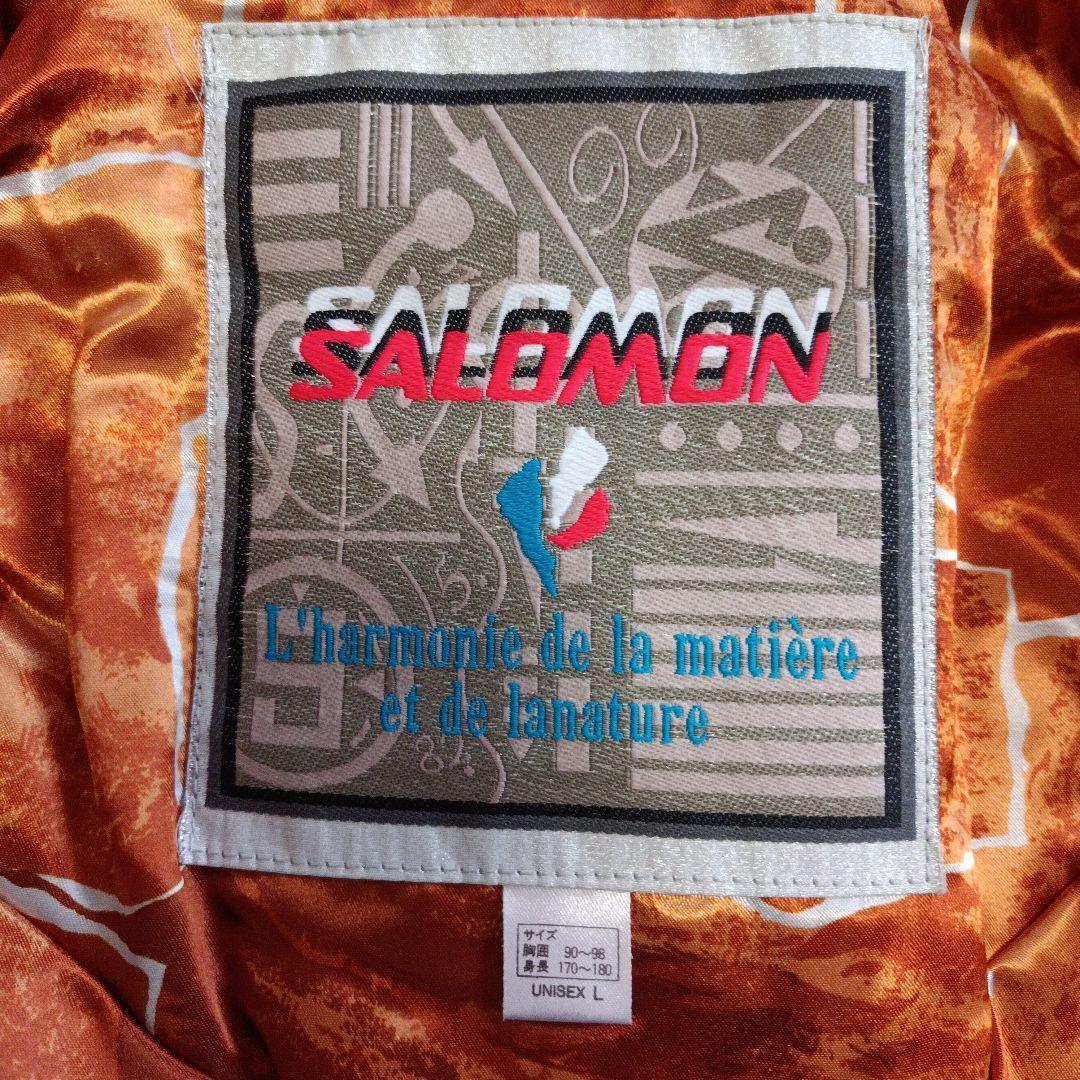 SALOMON
SALOMON
L'harmonie de la matière
et de lanature
サイズ
胸囲 90～98
身長 170～180
UNISEX L